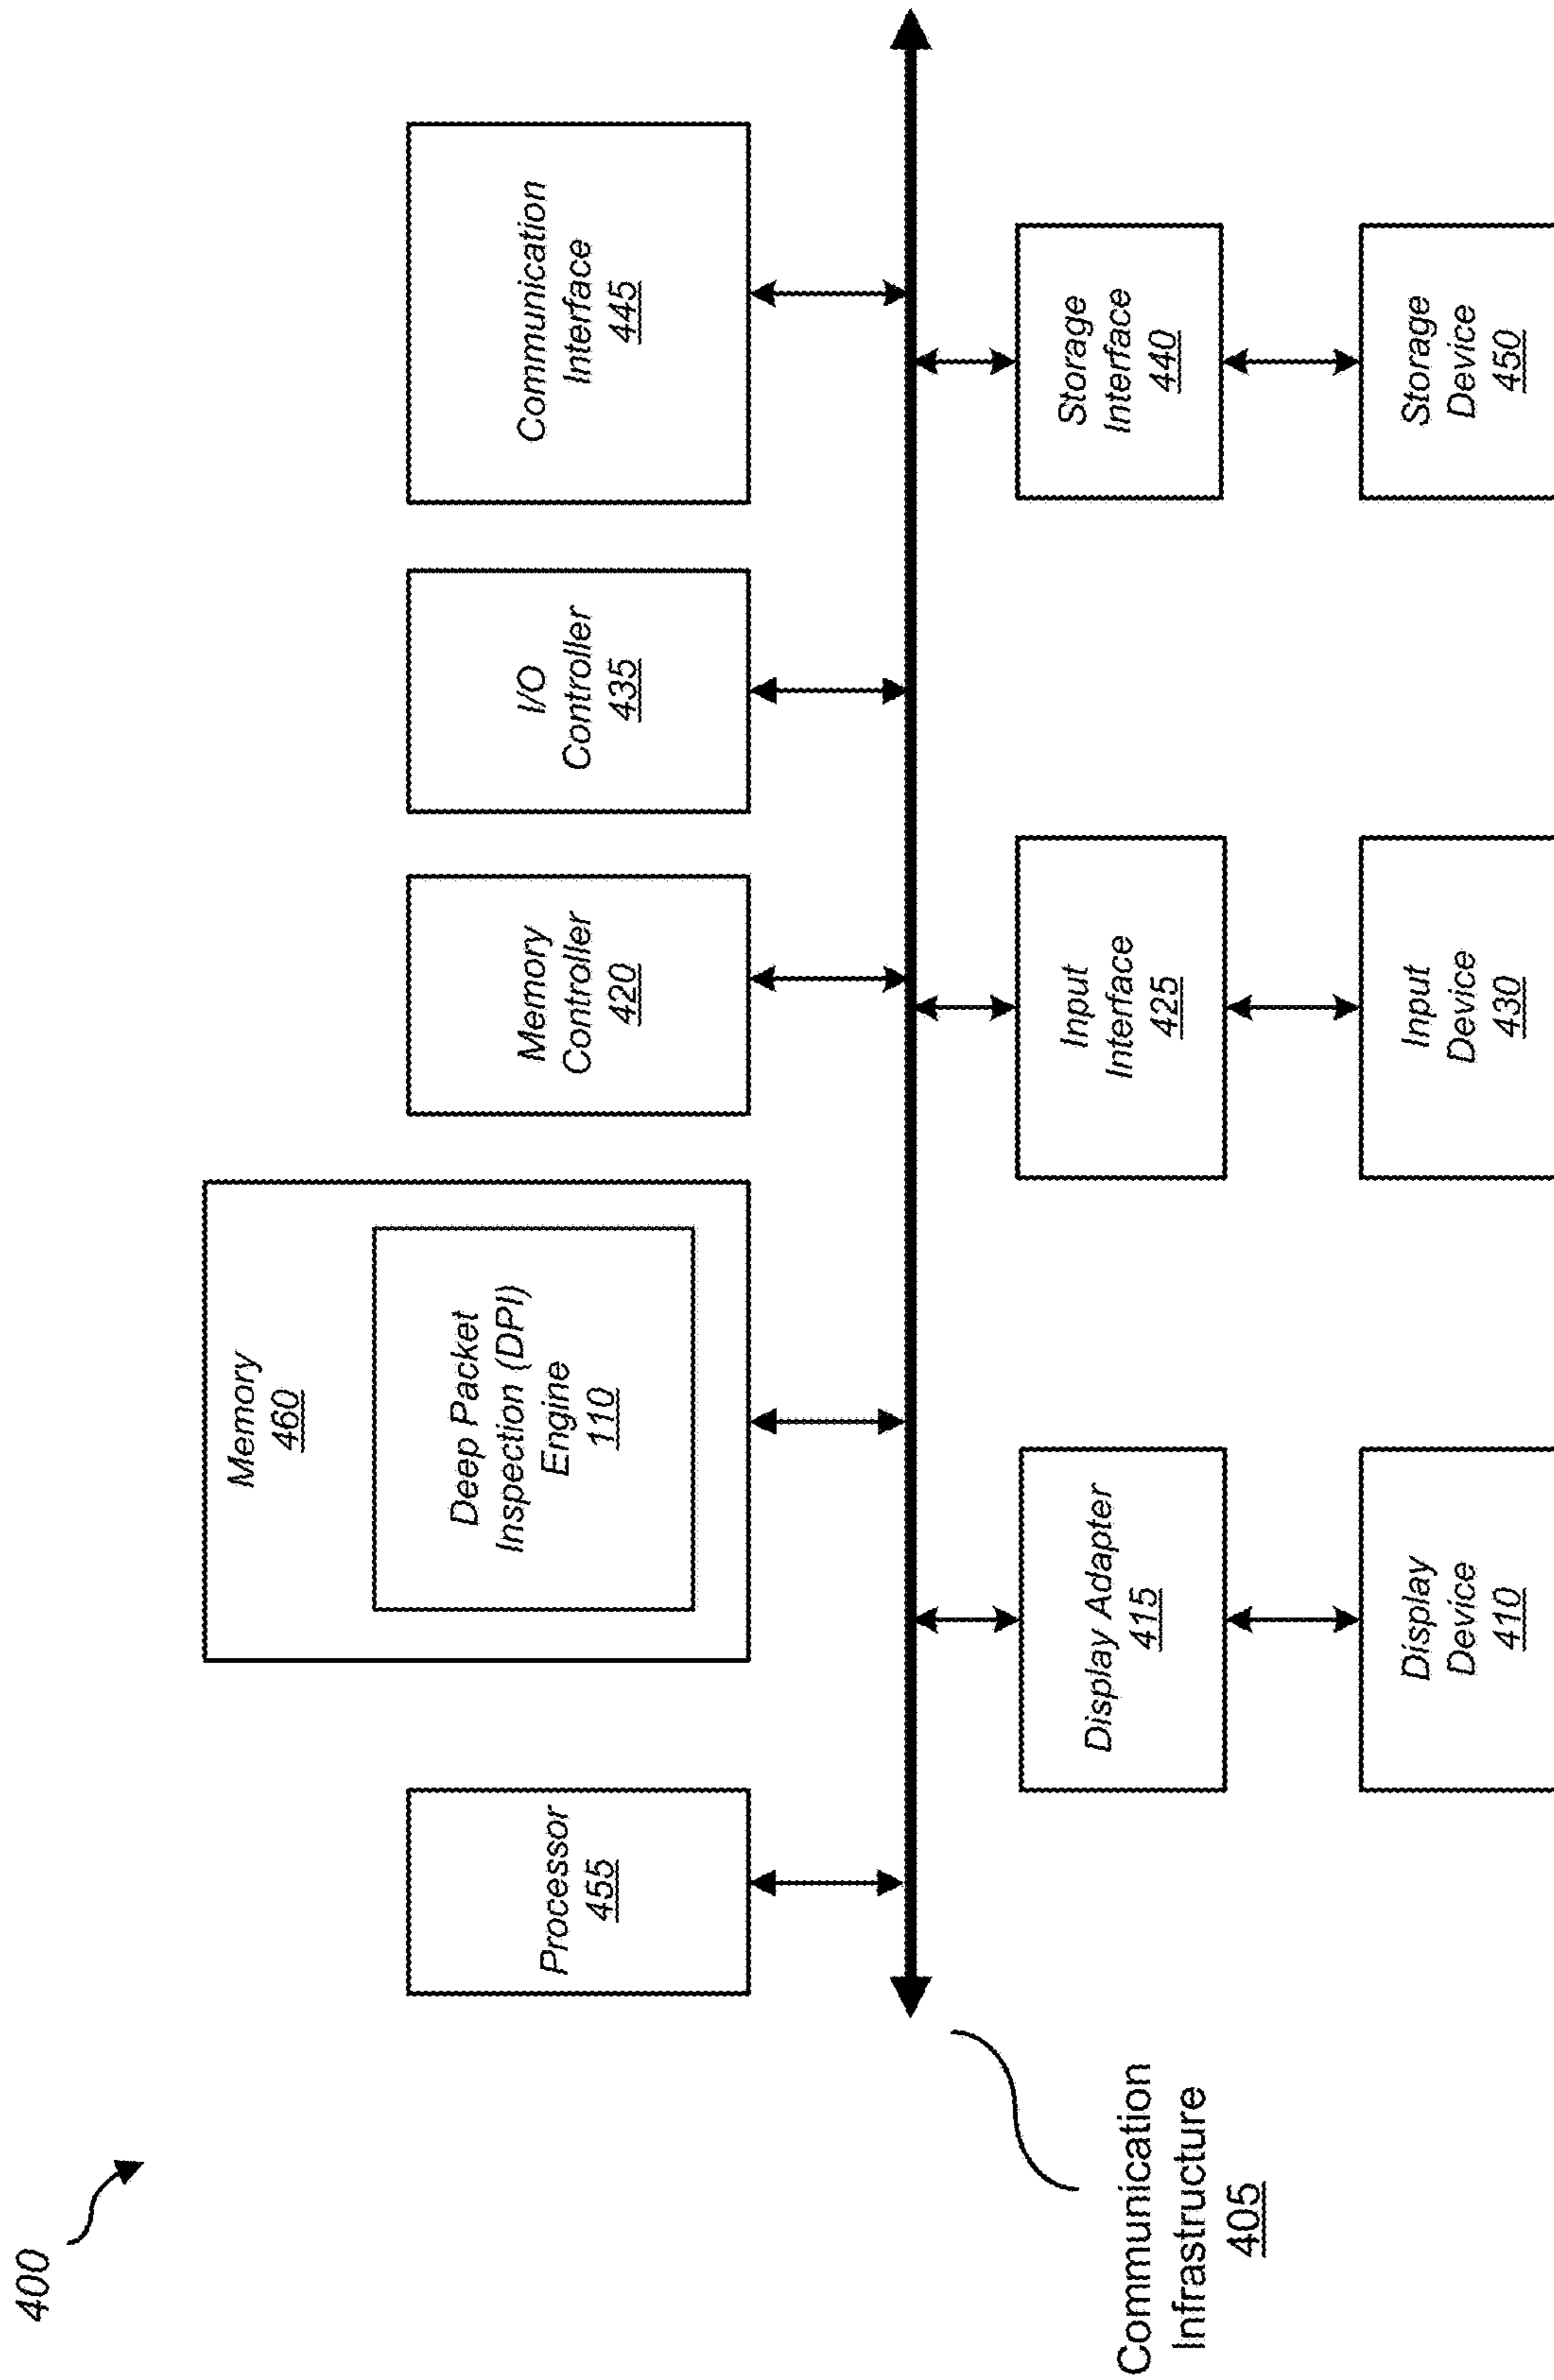 400
Processor
455
Memory
460
Deep Packet
Inspection (DPI)
Engine
110
Memory
Controller
420
I/O
Controller
435
Communication
Interface
445
Communication
Infrastructure
405
Display Adapter
415
Input
Interface
425
Storage
Interface
440
Display
Device
410
Input
Device
430
Storage
Device
450